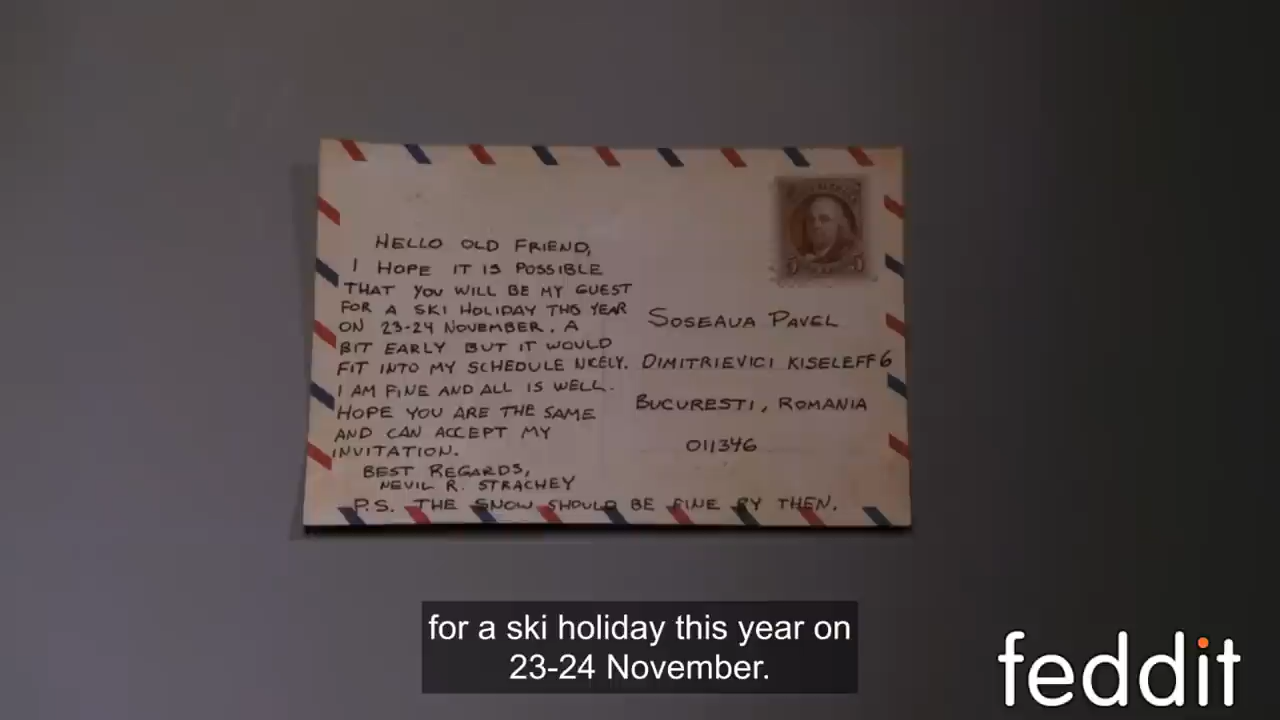 HELLO OLD FRIEND,
I HOPE IT IS POSSIBLE
THAT YOU WILL BE MY GUEST
FOR A SKI HOLIDAY THIS YEAR
ON 23-24 NOVEMBER. A
BIT EARLY BUT IT WOULD
FIT INTO MY SCHEDULE NICELY.
I AM FINE AND ALL IS WELL.
HOPE YOU ARE THE SAME
AND CAN ACCEPT MY
INVITATION.
BEST REGARDS,
NEVIL R. STRACHEY
P.S. THE SNOW SHOULD BE FINE BY THEN.
SOSEAUA PAVEL
DIMITRIEVICI KISELEFF 6
BUCURESTI, ROMANIA
011346
5 5
for a ski holiday this year on
23-24 November.
feddit